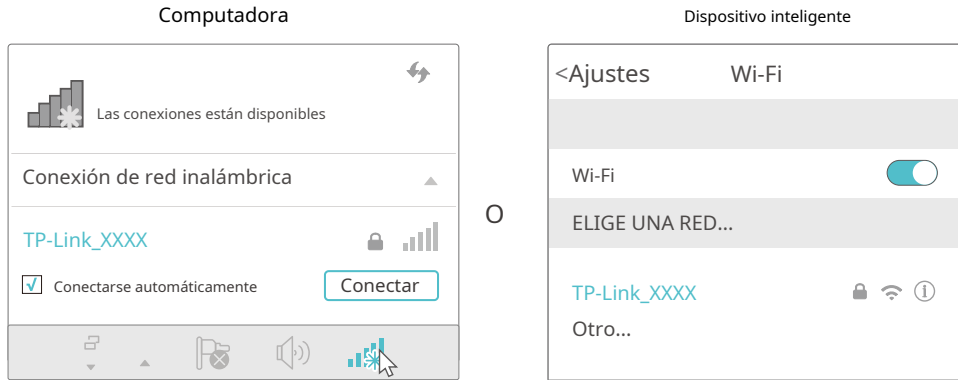 Computadora
Las conexiones están disponibles
Conexión de red inalámbrica
TP-Link_XXXX
Conectarse automáticamente
Conectar
O
Dispositivo inteligente
<Ajustes Wi-Fi
Wi-Fi
ELIGE UNA RED...
TP-Link_XXXX
Otro...